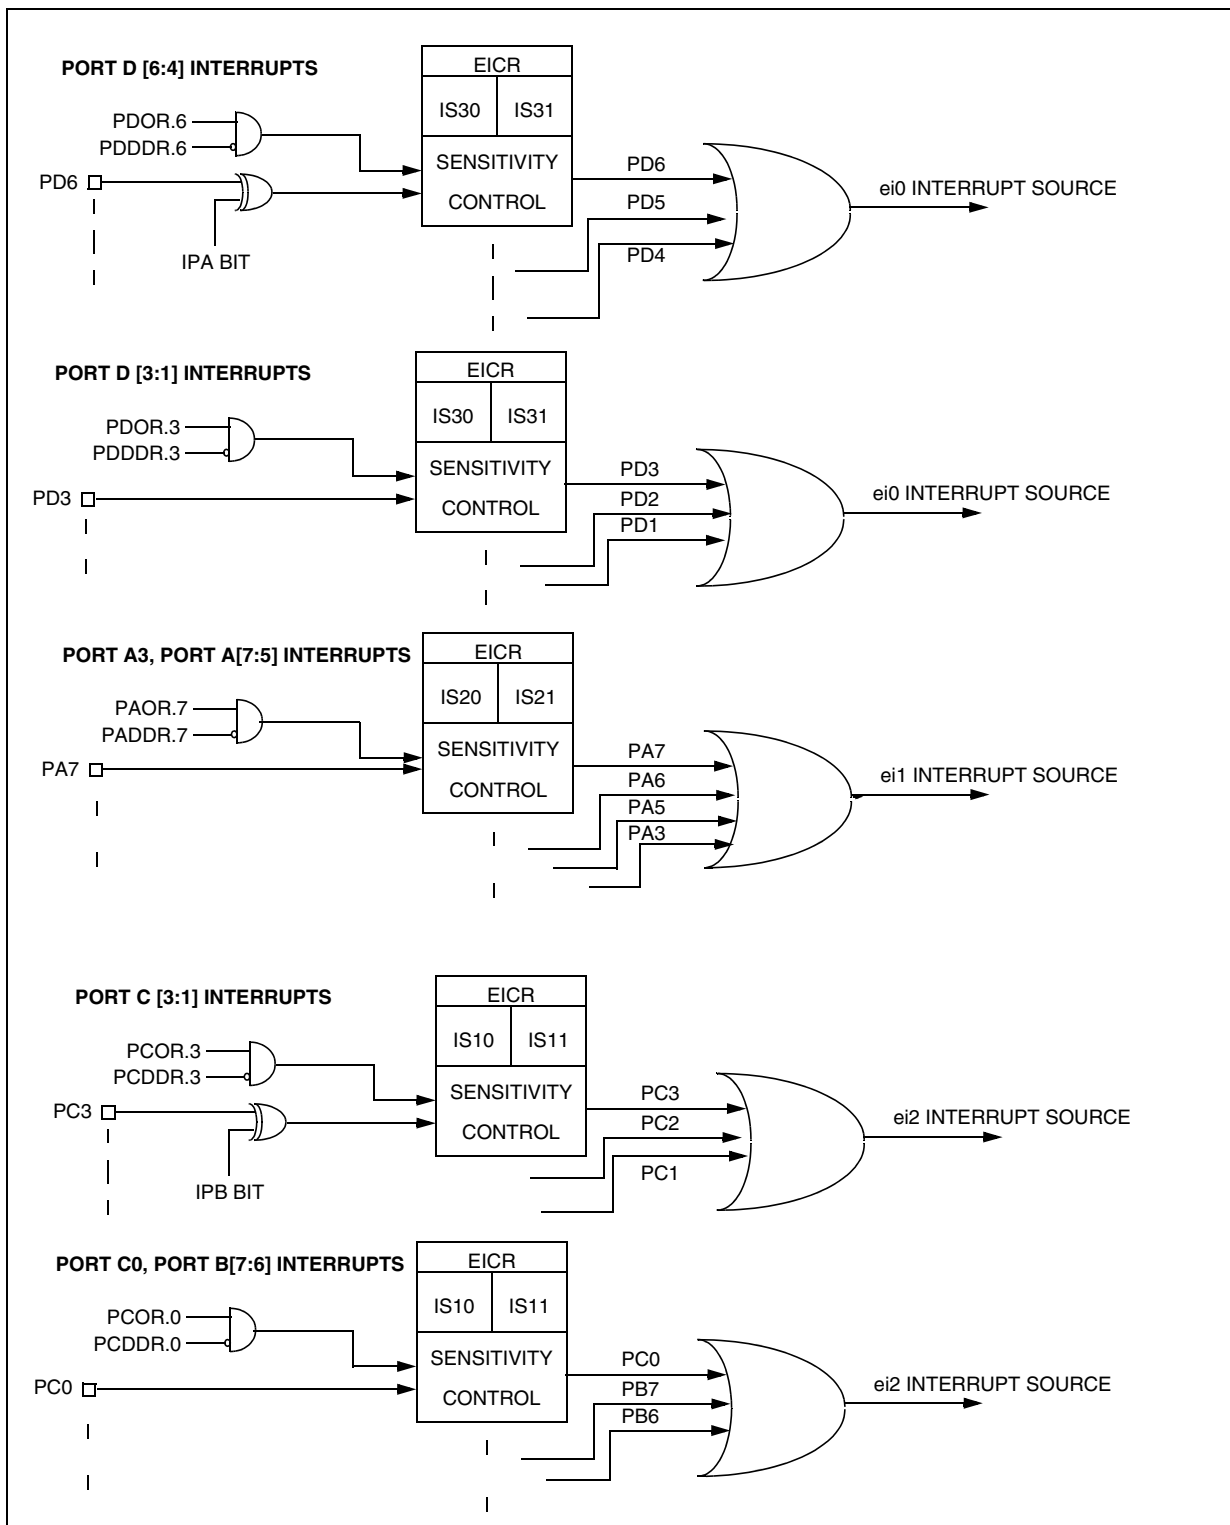 PORT D [6:4] INTERRUPTS
EICR
IS30 IS31
PDOR.6
PDDDR.6
SENSITIVITY
CONTROL
PD6
IPA BIT
PD6
PD5
PD4
ei0 INTERRUPT SOURCE
PORT D [3:1] INTERRUPTS
EICR
IS30 IS31
PDOR.3
PDDDR.3
SENSITIVITY
CONTROL
PD3
PD3
PD2
PD1
ei0 INTERRUPT SOURCE
PORT A3, PORT A[7:5] INTERRUPTS
EICR
IS20 IS21
PAOR.7
PADDR.7
SENSITIVITY
CONTROL
PA7
PA7
PA6
PA5
PA3
ei1 INTERRUPT SOURCE
PORT C [3:1] INTERRUPTS
EICR
IS10 IS11
PCOR.3
PCDDR.3
SENSITIVITY
CONTROL
PC3
IPB BIT
PC3
PC2
PC1
ei2 INTERRUPT SOURCE
PORT C0, PORT B[7:6] INTERRUPTS
EICR
IS10 IS11
PCOR.0
PCDDR.0
SENSITIVITY
CONTROL
PC0
PC0
PB7
PB6
ei2 INTERRUPT SOURCE